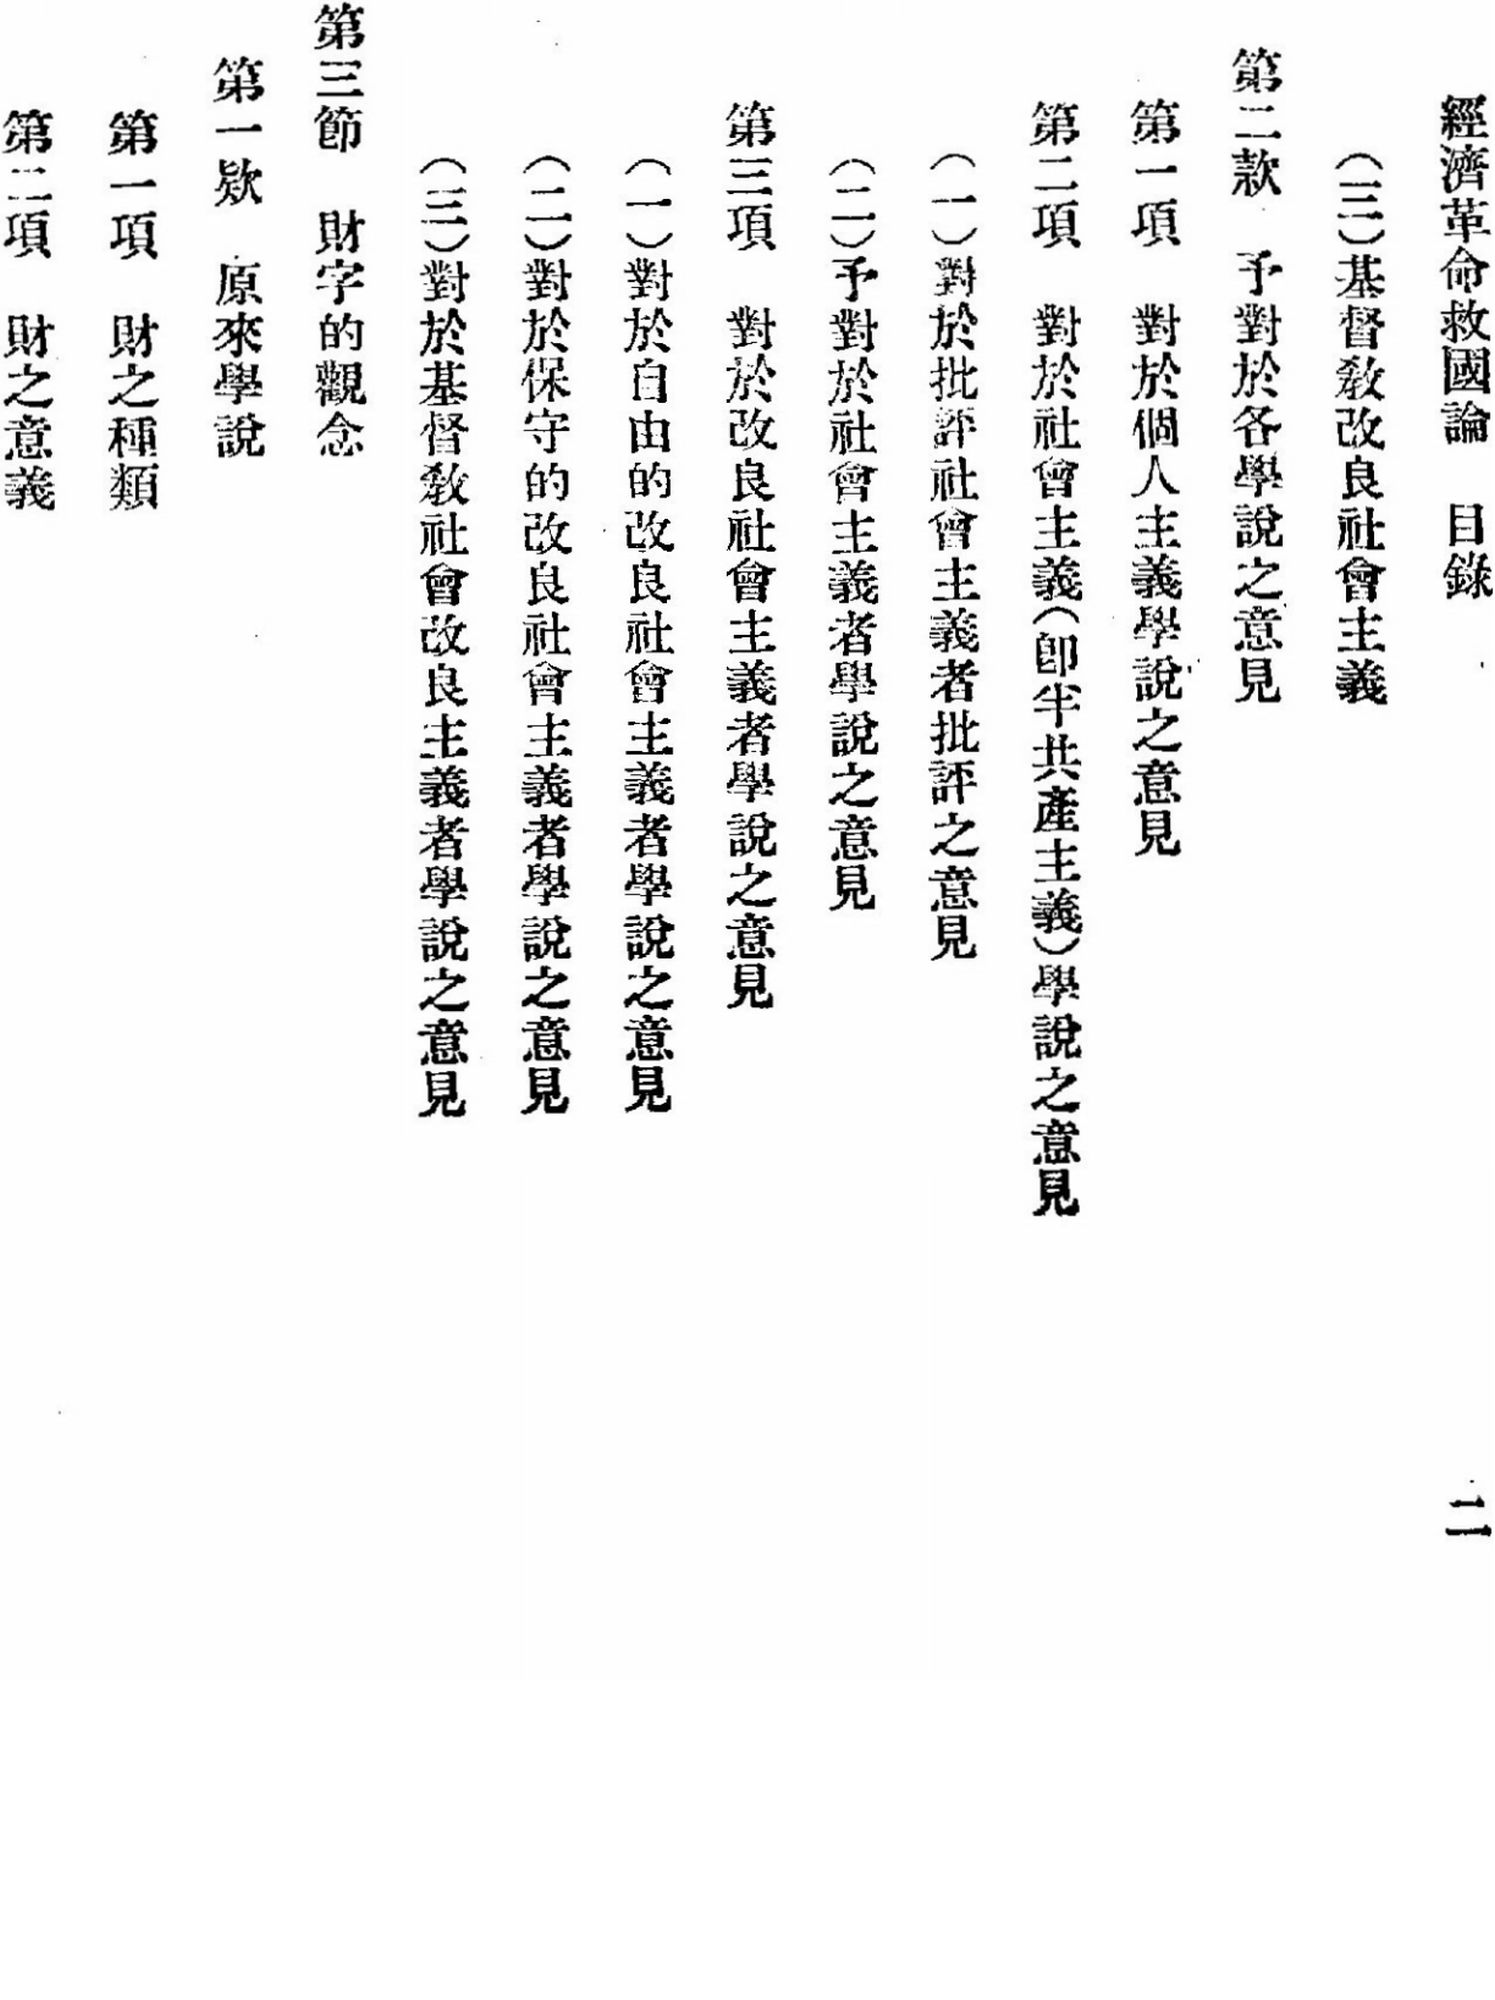 經濟革命救國論　目錄　二
（三）基督敎改良社會主義
第二款　予對於各學說之意見
第一項　對於個人主義學說之意見
第二項　對於社會主義（卽半共產主義）學說之意見
（一）對於批評社會主義者批評之意見
（二）予對於社會主義者學說之意見
第三項　對於改良社會主義者學說之意見
（一）對於自由的改良社會主義者學說之意見
（二）對於保守的改良社會主義者學說之意見
（三）對於基督敎社會改良主義者學說之意見
第三節　財字的觀念
第一欵　原來學說
第一項　財之種類
第二項　財之意義